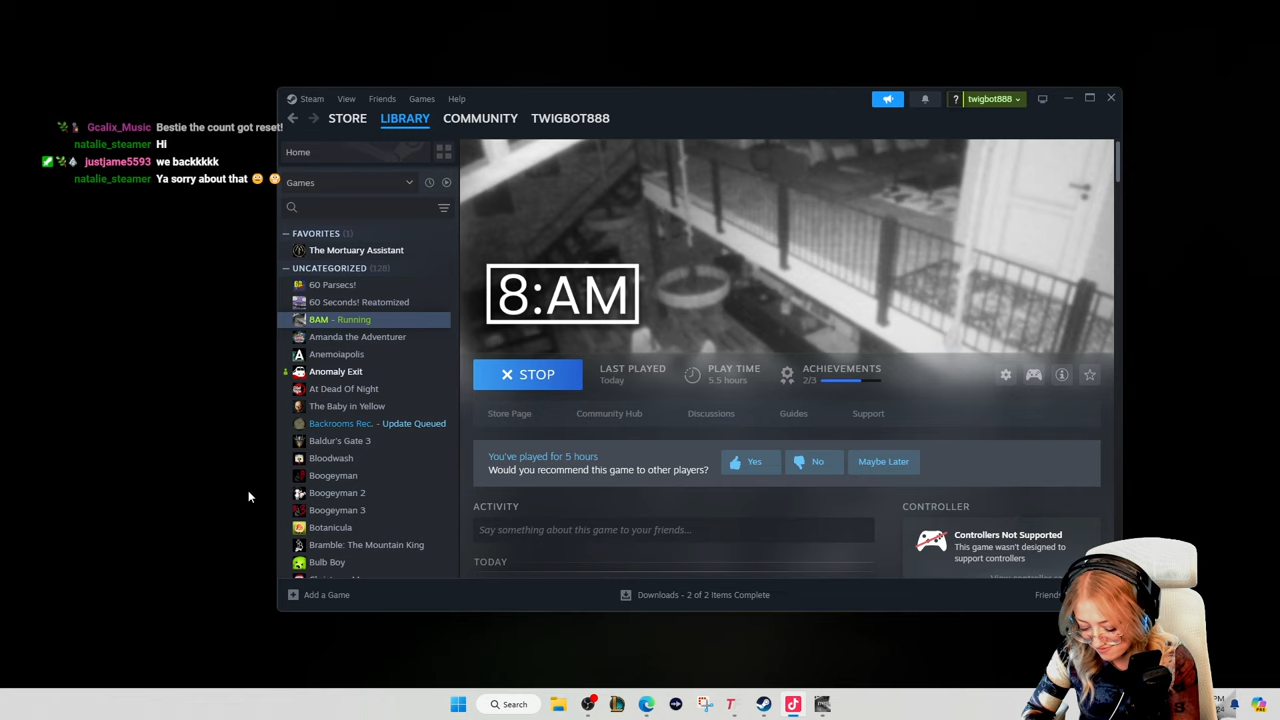 Steam View Friends Games Help
? twigbot888
STORE LIBRARY COMMUNITY TWIGBOT888
Gcalix_Music Bestie the count got reset!
natalie_steamer Hi
justjame5593 we backkkkk
natalie_steamer Ya sorry about that
Home
Games
FAVORITES (1)
The Mortuary Assistant
UNCATEGORIZED (120)
60 Parsecs!
60 Seconds! Reatomized
8AM - Running
Amanda the Adventurer
Anemoiapolis
Anomaly Exit
At Dead Of Night
The Baby in Yellow
Backrooms Rec. - Update Queued
Baldur's Gate 3
Bloodwash
Boogeyman
Boogeyman 2
Boogeyman 3
Botanicula
Bramble: The Mountain King
Bulb Boy
8:AM
STOP
LAST PLAYED
Today
PLAY TIME
5.5 hours
ACHIEVEMENTS
2/3
Store Page Community Hub Discussions Guides Support
You've played for 5 hours
Would you recommend this game to other players?
Yes
No
Maybe Later
ACTIVITY
Say something about this game to your friends...
TODAY
CONTROLLER
Controllers Not Supported
This game wasn't designed to
support controllers
Add a Game
Downloads - 2 of 2 Items Complete
Friends
Search
PM